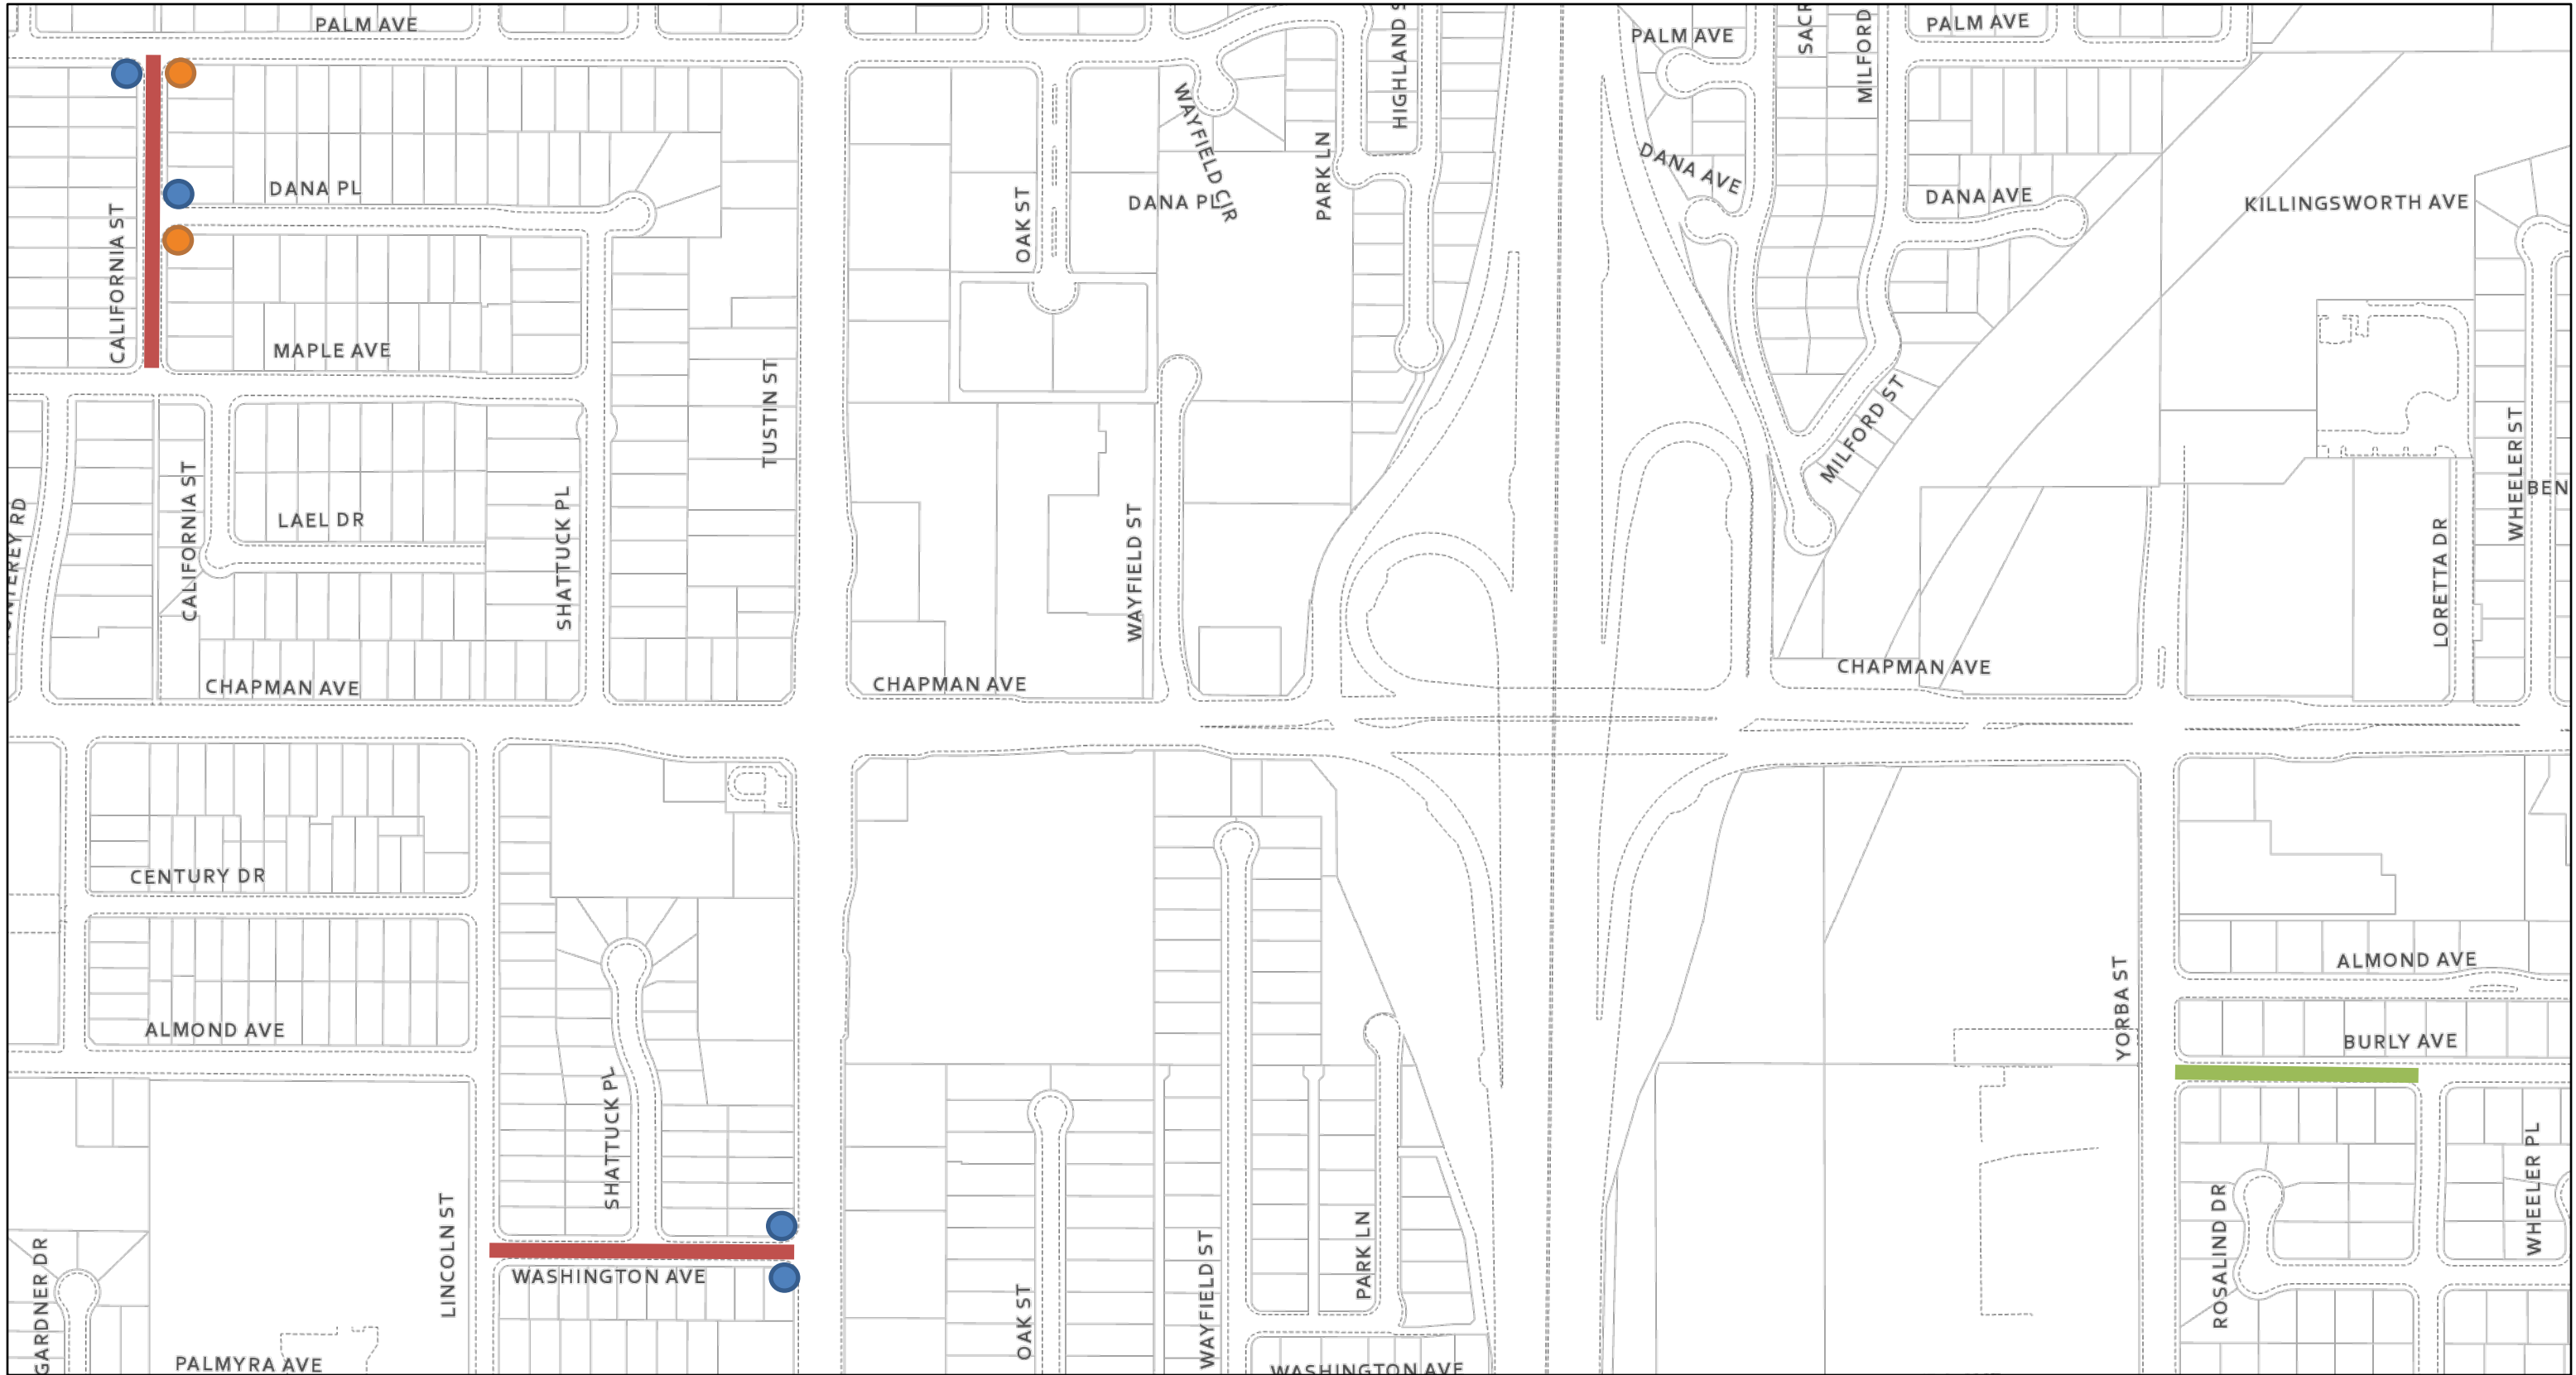 PALM AVE
PALM AVE
PALM AVE
HIGHLAND
MILFORD
WAYFIELD CIR
DANA PL
DANA PL
DANA AVE
DANA AVE
KILLINGSWORTH AVE
CALIFORNIA ST
OAK ST
PARK LN
MAPLE AVE
TUSTIN ST
MILFORD ST
WHEELER ST
LAEL DR
CALIFORNIA ST
SHATTUCK PL
WAYFIELD ST
LORETTA DR
CHAPMAN AVE
CHAPMAN AVE
CHAPMAN AVE
CENTURY DR
ALMOND AVE
ALMOND AVE
YORBA ST
BURLY AVE
SHATTUCK PL
LINCOLN ST
WASHINGTON AVE
GARDNER DR
OAK ST
WAYFIELD ST
PARK LN
ROSALIND DR
WHEELER PL
PALMYRA AVE
WASHINGTON AVE